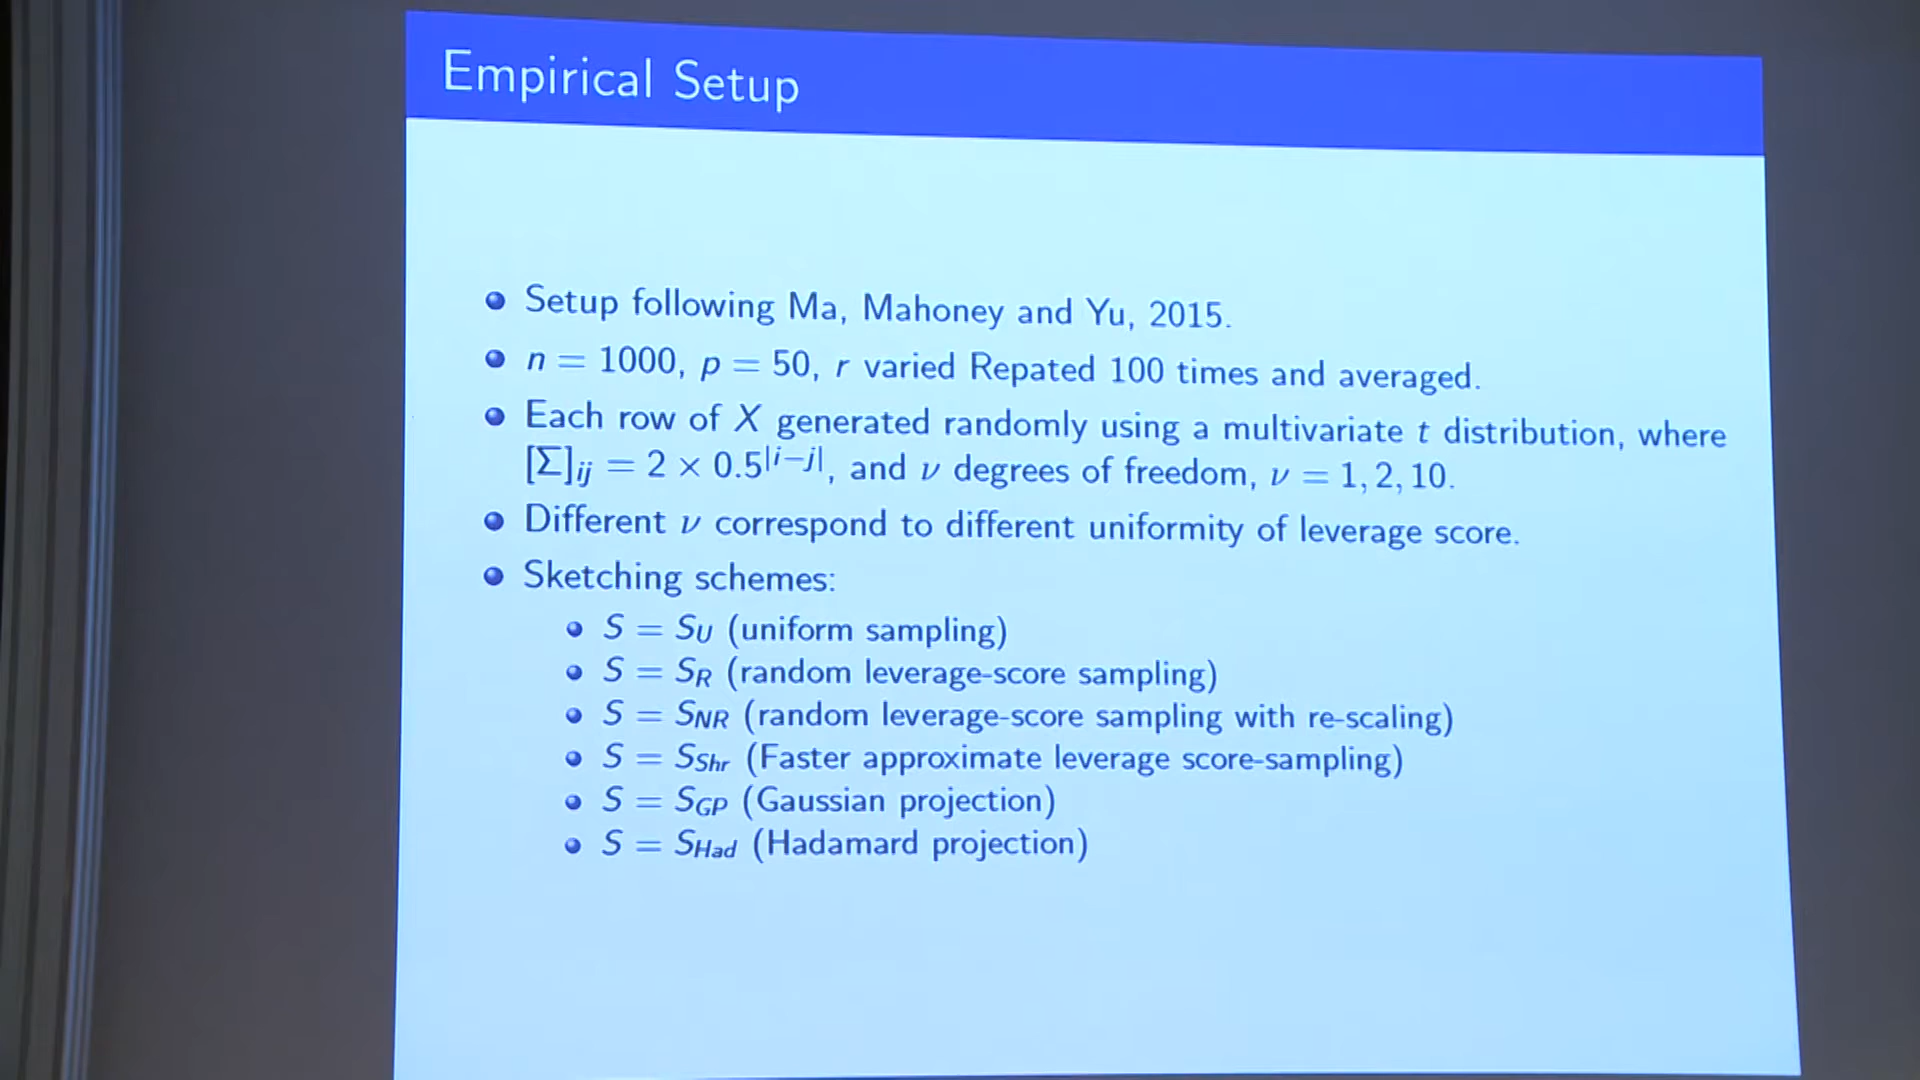 Empirical Setup
Setup following Ma, Mahoney and Yu, 2015.
n = 1000, p = 50, r varied Repated 100 times and averaged.
Each row of X generated randomly using a multivariate t distribution, where
[Σ]ij = 2 × 0.5^|i−j|, and ν degrees of freedom, ν = 1, 2, 10.
Different ν correspond to different uniformity of leverage score.
Sketching schemes:
S = S_U (uniform sampling)
S = S_R (random leverage-score sampling)
S = S_NR (random leverage-score sampling with re-scaling)
S = S_Shr (Faster approximate leverage score-sampling)
S = S_GP (Gaussian projection)
S = S_Had (Hadamard projection)